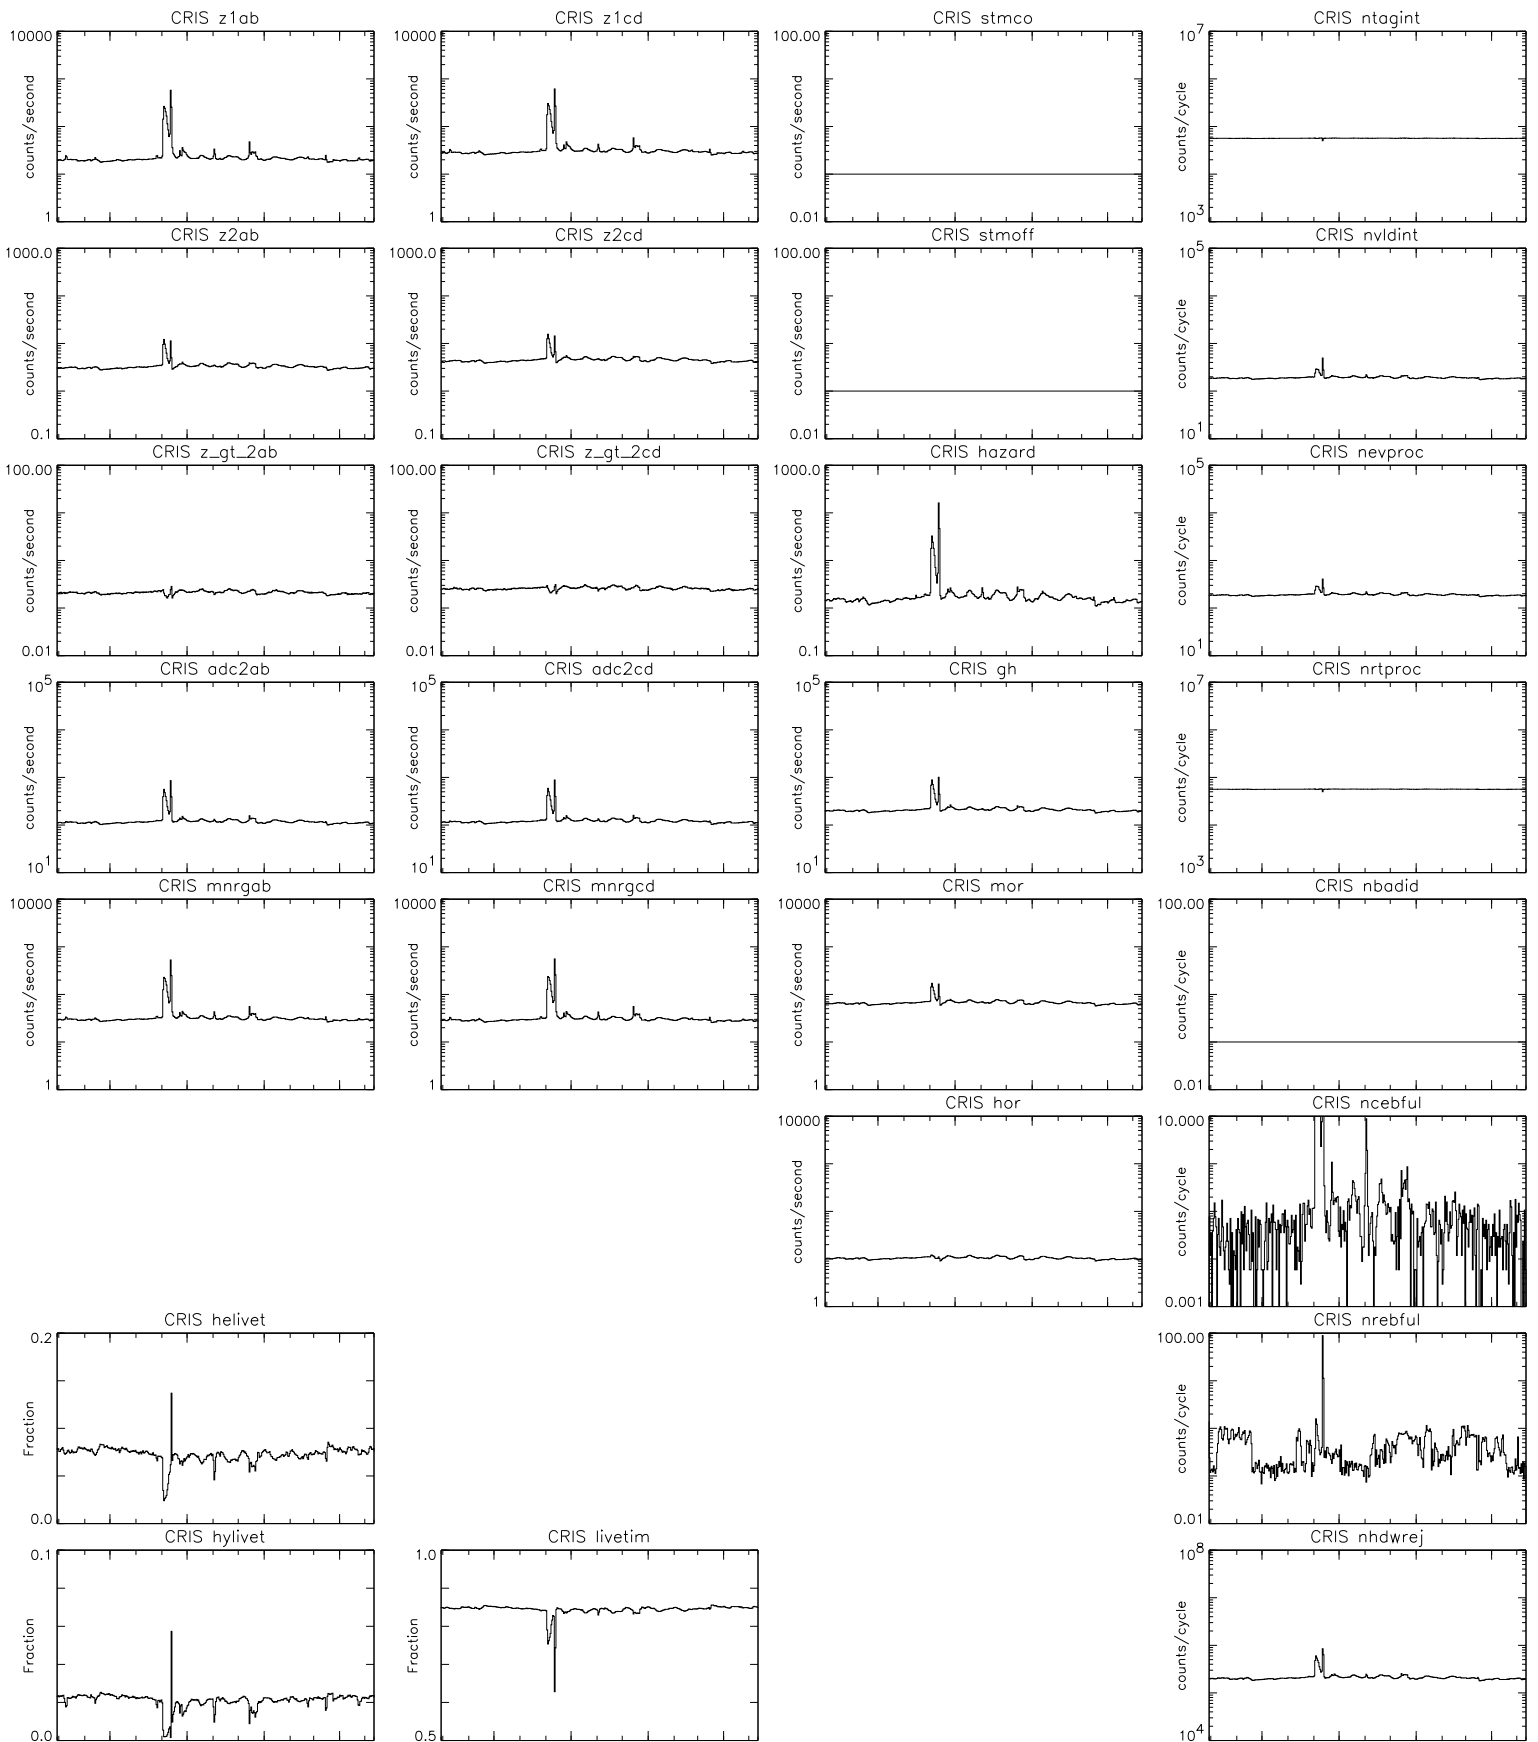 CRIS z1ab
10000
counts/second
1
CRIS z1cd
10000
counts/second
1
CRIS stmco
100.00
counts/second
0.01
CRIS ntagint
10^7
counts/cycle
10^3
CRIS z2ab
1000.0
counts/second
0.1
CRIS z2cd
1000.0
counts/second
0.1
CRIS stmoff
100.00
counts/second
0.01
CRIS nvldint
10^5
counts/cycle
10^1
CRIS z_gt_2ab
100.00
counts/second
0.01
CRIS z_gt_2cd
100.00
counts/second
0.01
CRIS hazard
1000.0
counts/second
0.1
CRIS nevproc
10^5
counts/cycle
10^1
CRIS adc2ab
10^5
counts/second
10^1
CRIS adc2cd
10^5
counts/second
10^1
CRIS gh
10^5
counts/second
10^1
CRIS nrtproc
10^7
counts/cycle
10^3
CRIS mnrgab
10000
counts/second
1
CRIS mnrgcd
10000
counts/second
1
CRIS mor
10000
counts/second
1
CRIS nbadid
100.00
counts/cycle
0.01
CRIS hor
10000
counts/second
1
CRIS ncebful
10.000
counts/cycle
0.001
CRIS helivet
0.2
Fraction
0.0
CRIS nrebful
100.00
counts/cycle
0.01
CRIS hylivet
0.1
Fraction
0.0
CRIS livetim
1.0
Fraction
0.5
CRIS nhdwrej
10^8
counts/cycle
10^4